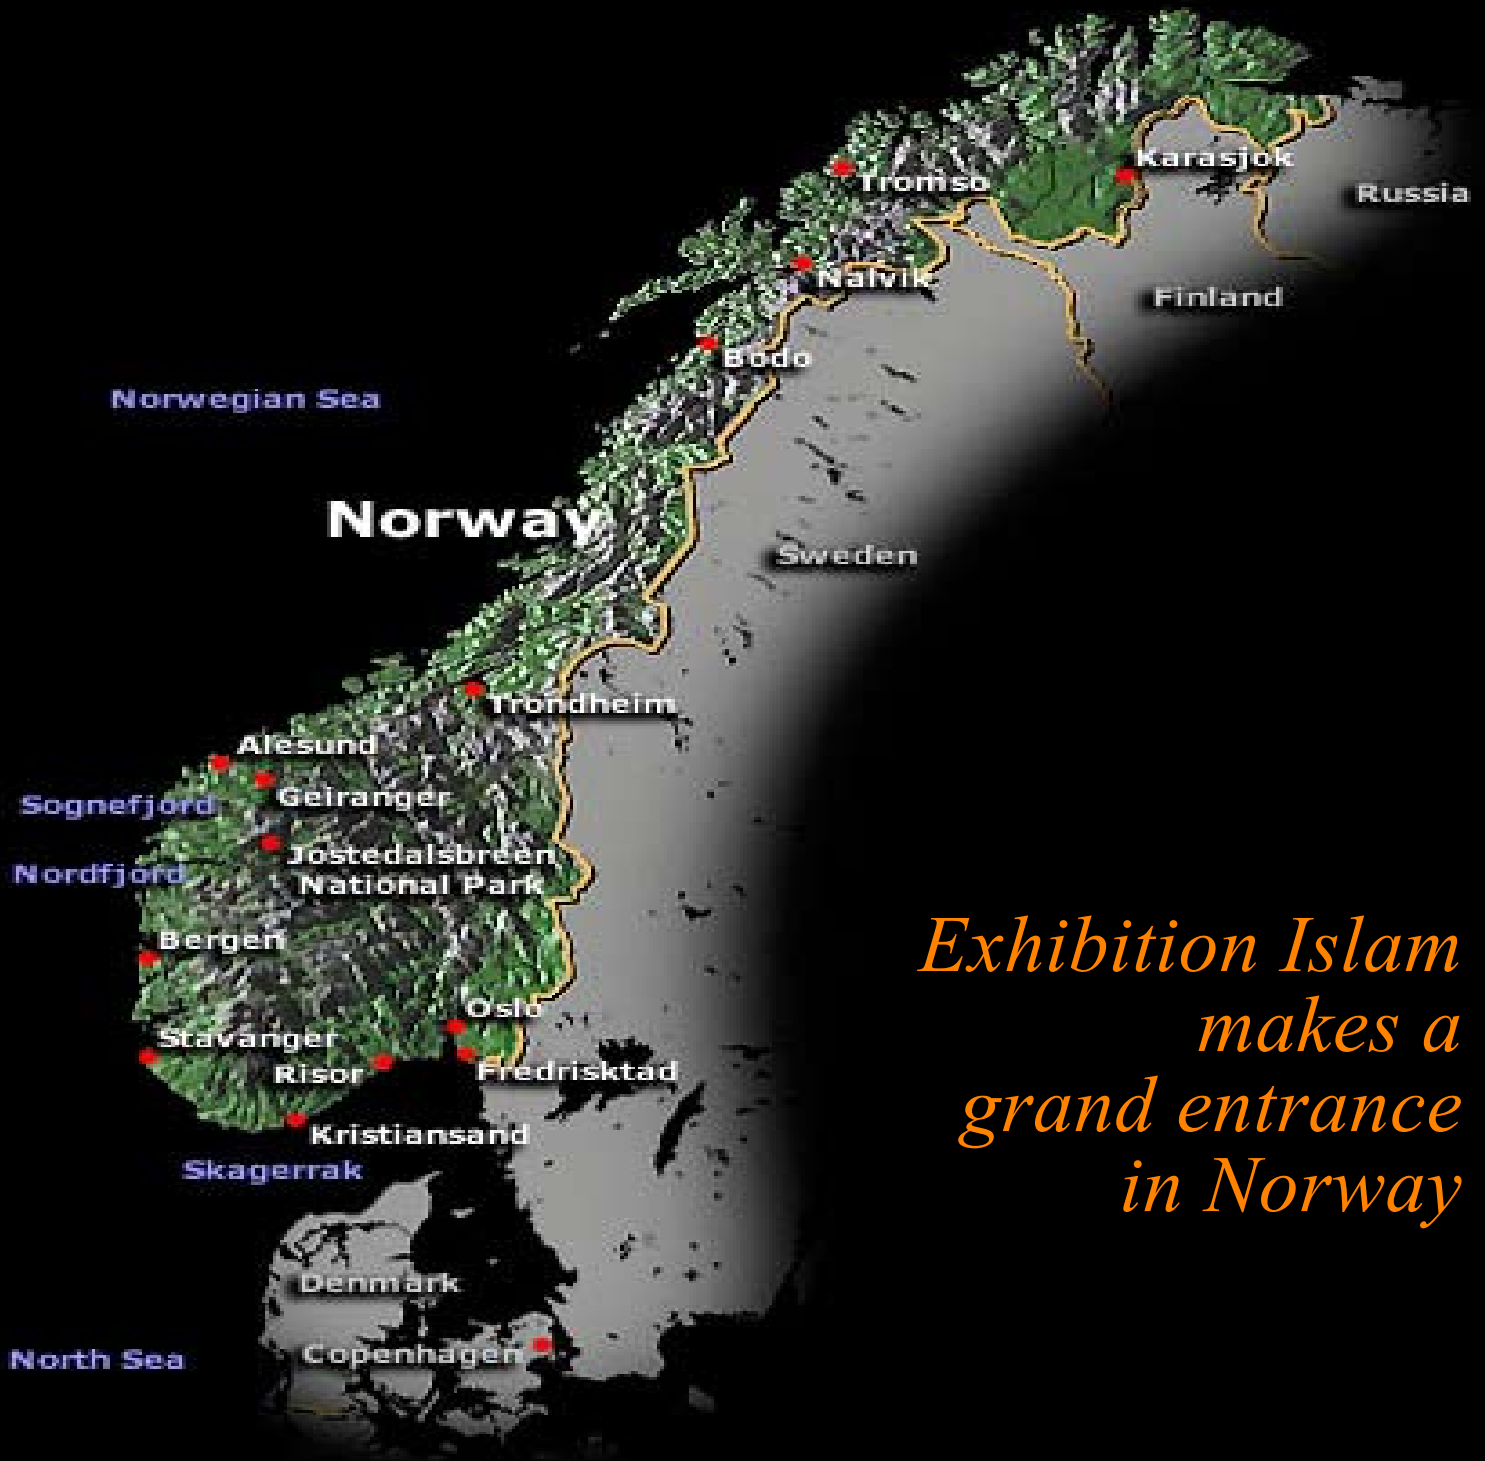 Karasjok
Tromso
Russia
Nalvik
Finland
Bodo
Norwegian Sea
Norway
Sweden
Trondheim
Alesund
Geiranger
Sognefjord
Jostedalsbreen
National Park
Nordfjord
Bergen
Oslo
Stavanger
Risor
Fredrisktad
Kristiansand
Skagerrak
Denmark
Copenhagen
North Sea
Exhibition Islam
makes a
grand entrance
in Norway